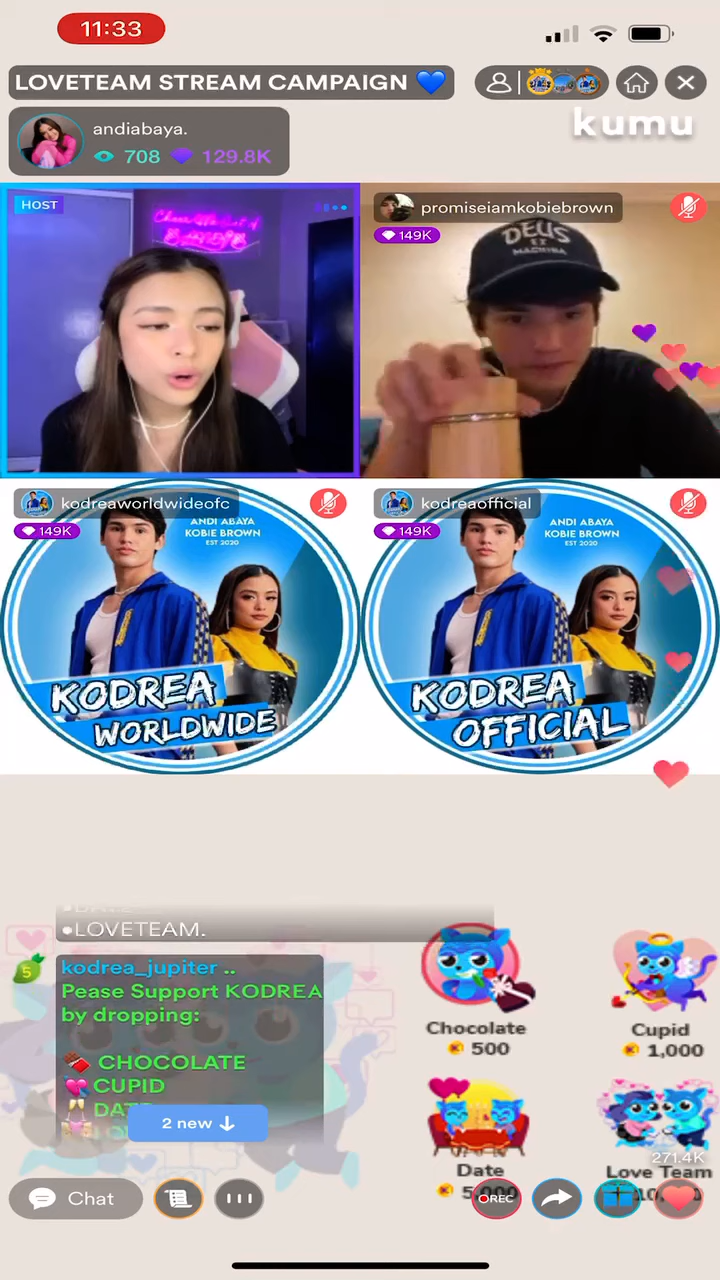 11:33
LOVETEAM STREAM CAMPAIGN 💙
kumu
andiabaya.
708 129.8K
HOST
promiseiamkobiebrown
149K
DEUS
EX
MACHINA
kodreaworldwideofc
149K
ANDI ABAYA
KOBIE BROWN
EST 2020
KODREA
WORLDWIDE
kodreaofficial
149K
ANDI ABAYA
KOBIE BROWN
EST 2020
KODREA
OFFICIAL
•LOVETEAM.
5
kodrea_jupiter ..
Pease Support KODREA
by dropping:
🍫 CHOCOLATE
💘 CUPID
🥂 DATE
2 new ↓
Chocolate
500
Cupid
1,000
Date
Love Team
271.4K
Chat
REC